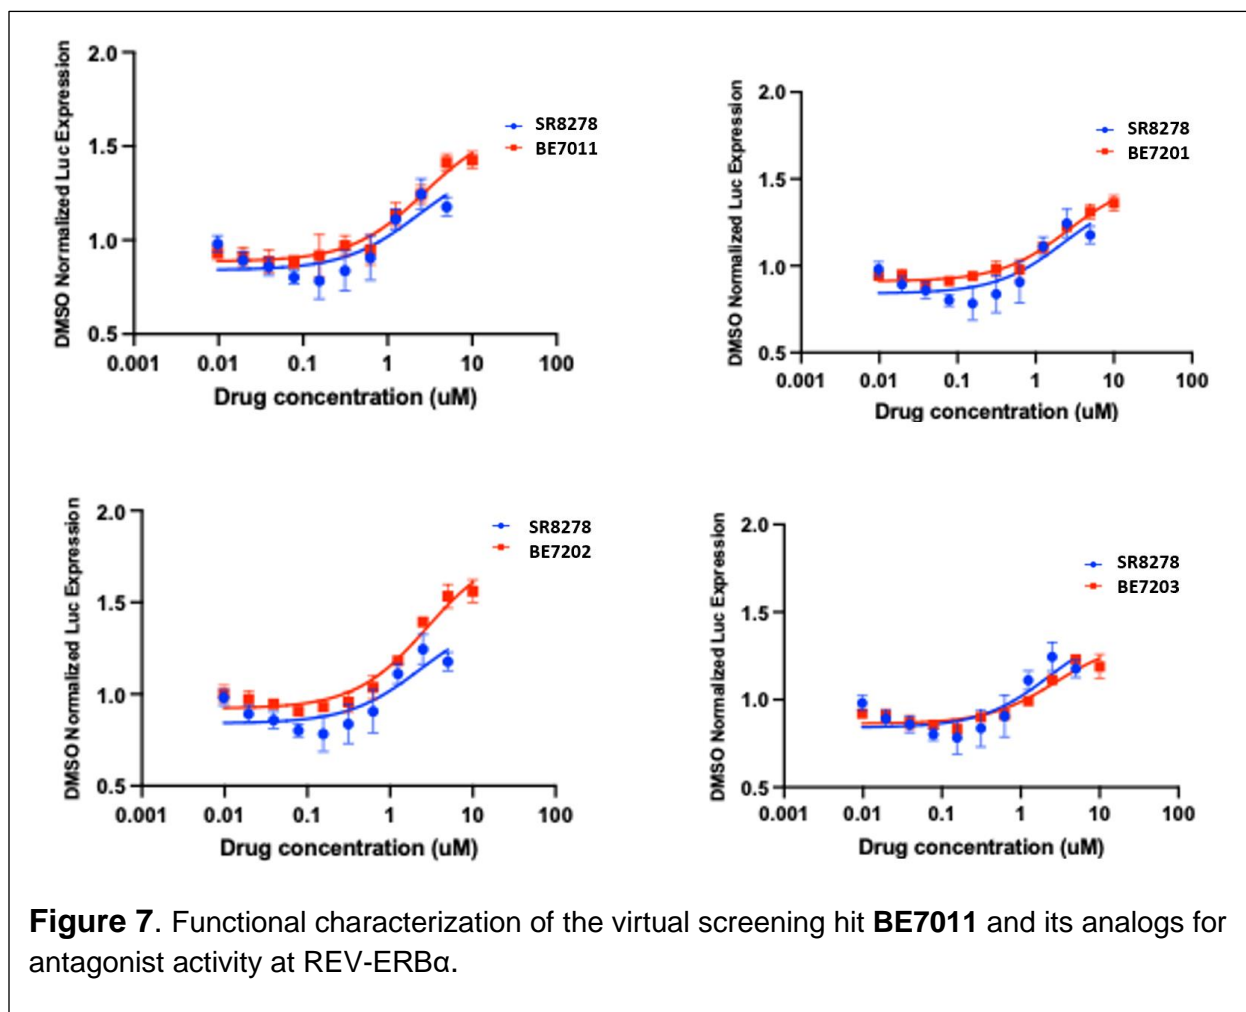 DMSO Normalized Luc Expression
2.0
1.5
1.0
0.5
0.001
0.01
0.1
1
10
100
Drug concentration (uM)
SR8278
BE7011
DMSO Normalized Luc Expression
2.0
1.5
1.0
0.5
0.001
0.01
0.1
1
10
100
Drug concentration (uM)
SR8278
BE7201
DMSO Normalized Luc Expression
2.0
1.5
1.0
0.5
0.001
0.01
0.1
1
10
100
Drug concentration (uM)
SR8278
BE7202
DMSO Normalized Luc Expression
2.0
1.5
1.0
0.5
0.001
0.01
0.1
1
10
100
Drug concentration (uM)
SR8278
BE7203
Figure 7. Functional characterization of the virtual screening hit BE7011 and its analogs for
antagonist activity at REV-ERBα.